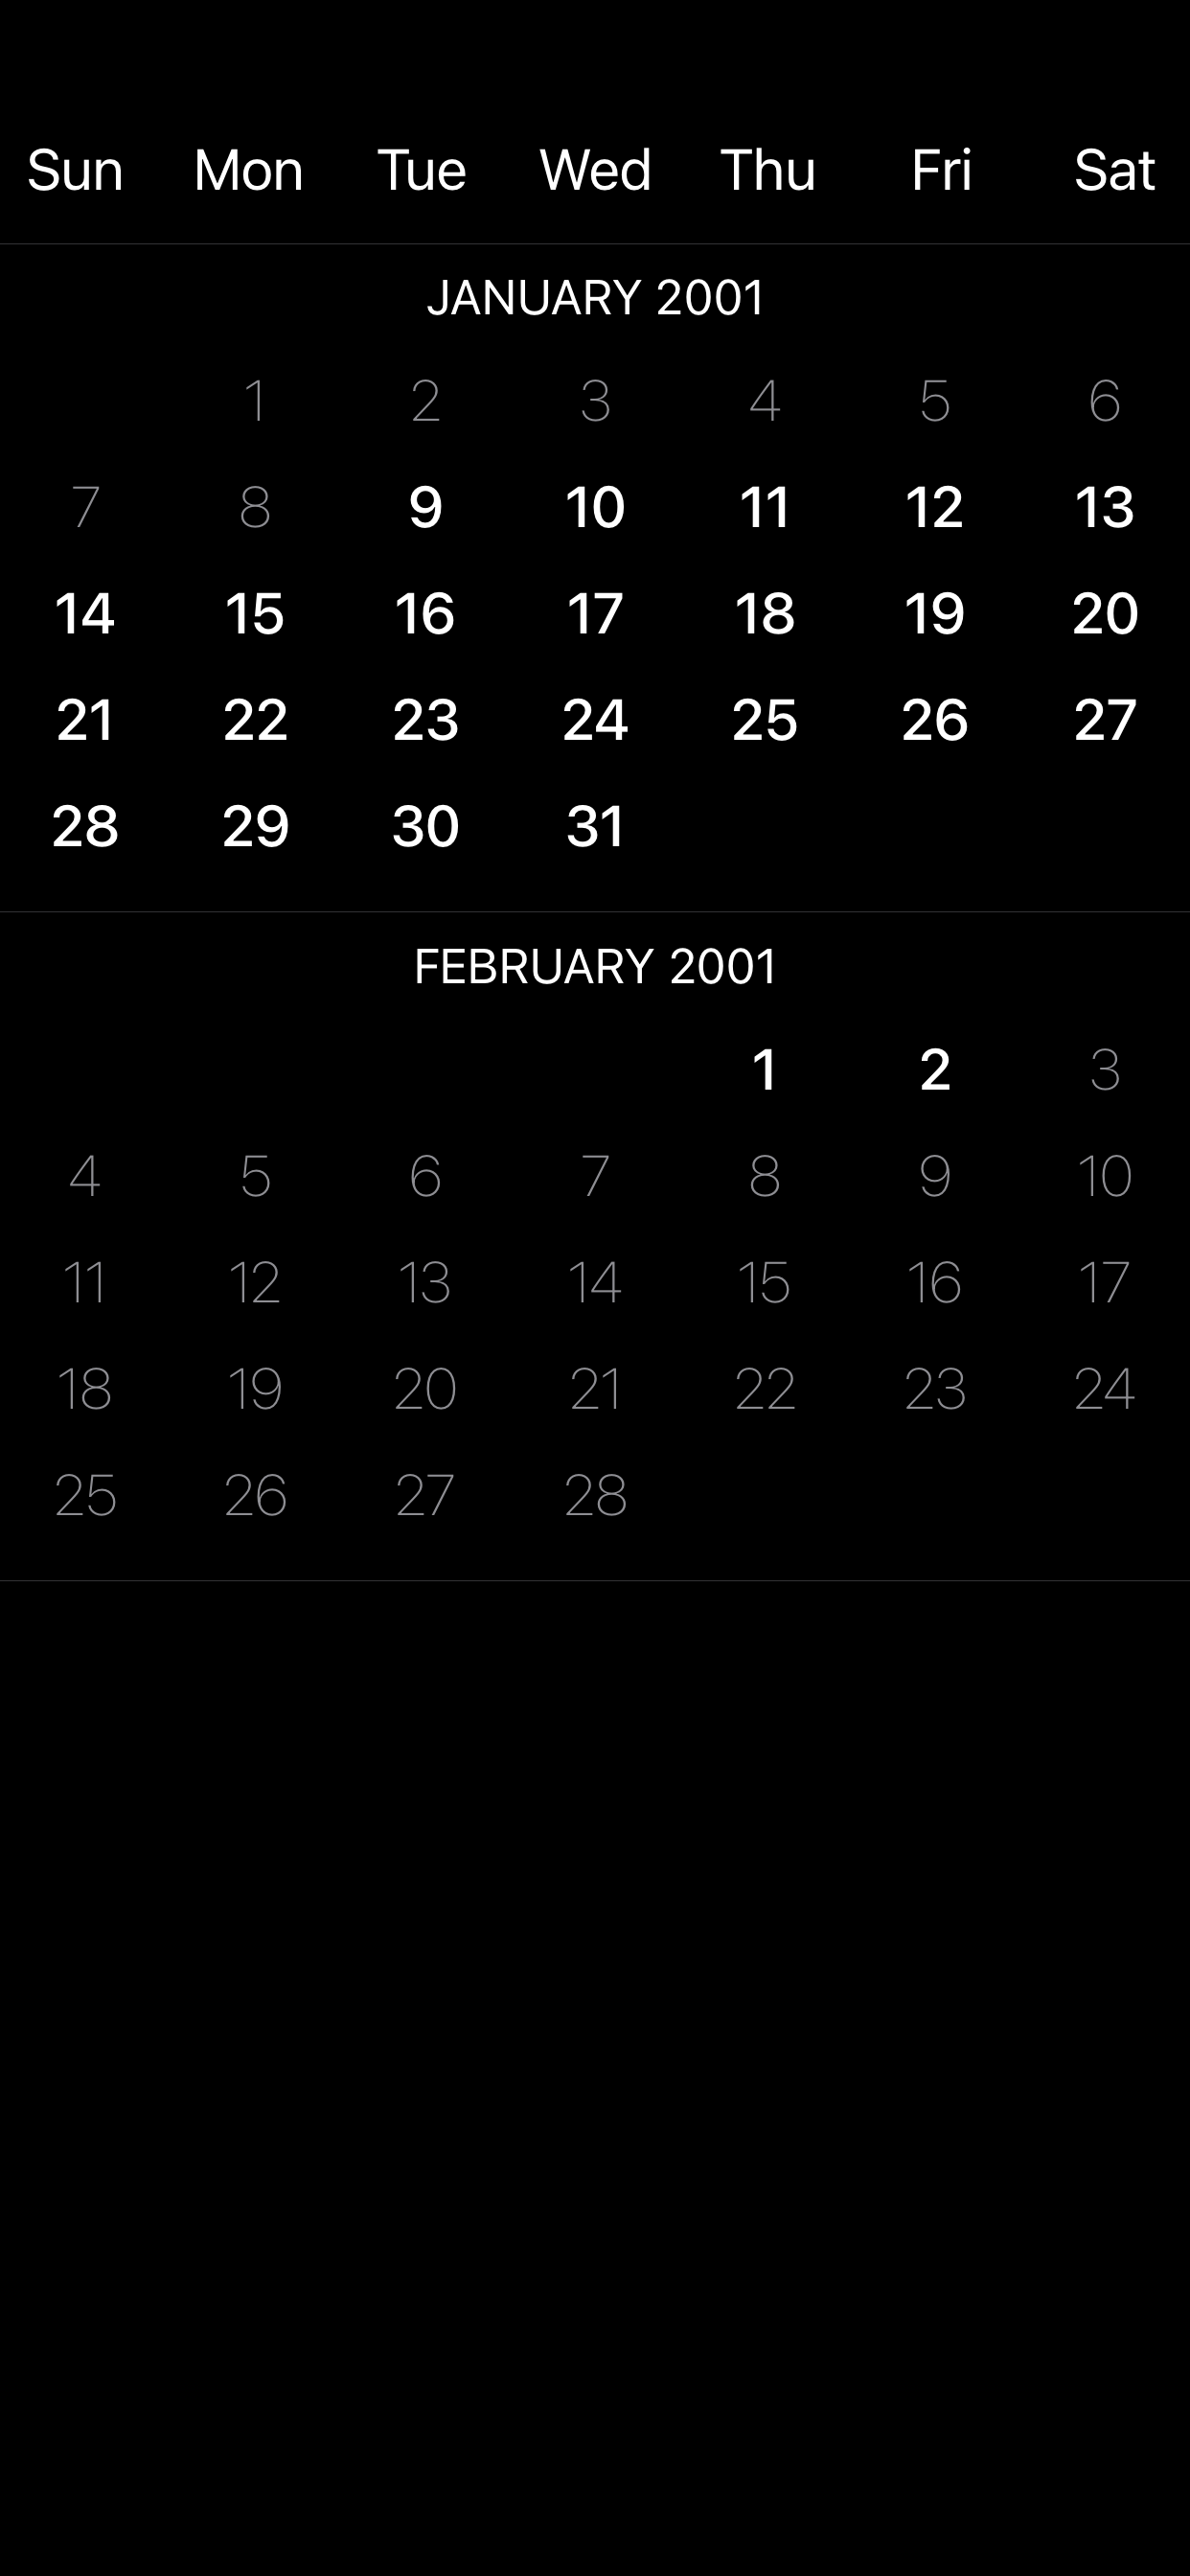 Sun Mon Tue Wed Thu Fri Sat
JANUARY 2001
1 2 3 4 5 6
7 8 9 10 11 12 13
14 15 16 17 18 19 20
21 22 23 24 25 26 27
28 29 30 31
FEBRUARY 2001
1 2 3
4 5 6 7 8 9 10
11 12 13 14 15 16 17
18 19 20 21 22 23 24
25 26 27 28